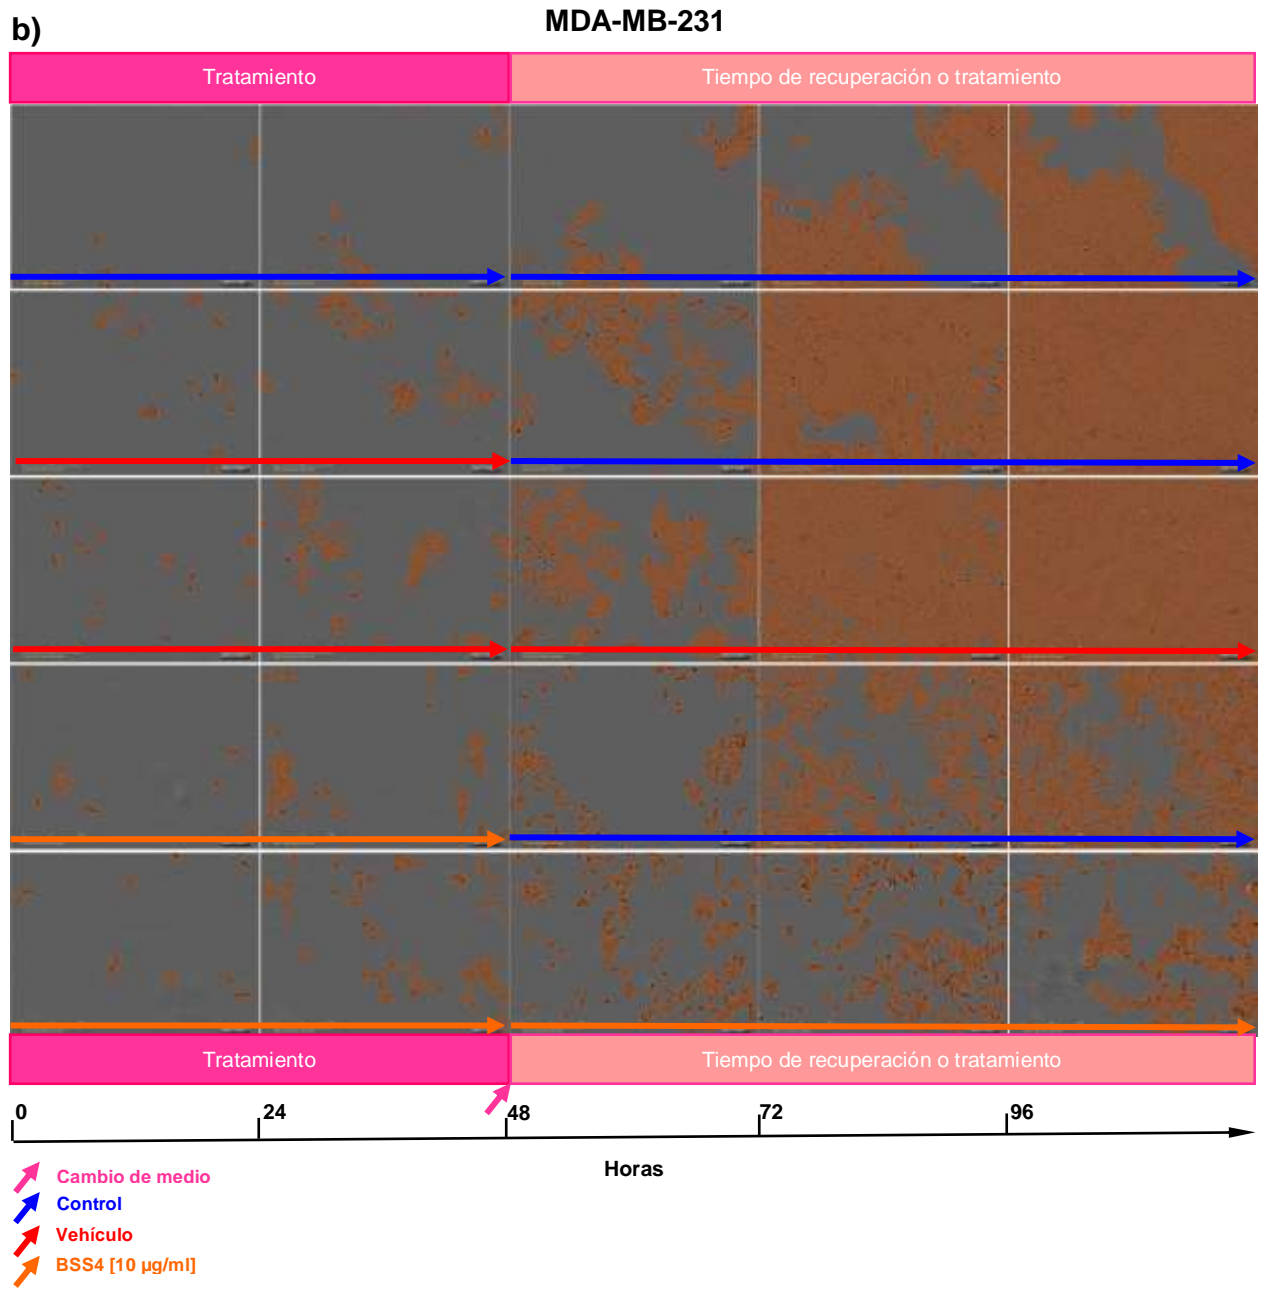 b)
MDA-MB-231
Tratamiento
Tiempo de recuperación o tratamiento
Tratamiento
Tiempo de recuperación o tratamiento
0
24
48
72
96
Horas
Cambio de medio
Control
Vehículo
BSS4 [10 µg/ml]